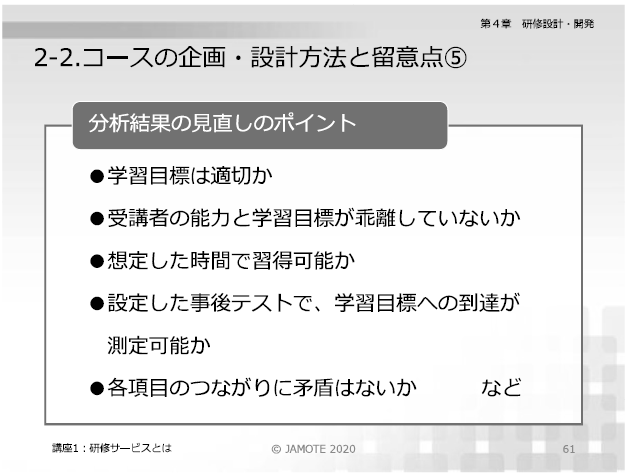 第４章　研修設計・開発
2-2.コースの企画・設計方法と留意点⑤
分析結果の見直しのポイント
●学習目標は適切か
●受講者の能力と学習目標が乖離していないか
●想定した時間で習得可能か
●設定した事後テストで、学習目標への到達が
測定可能か
●各項目のつながりに矛盾はないか　　　など
講座1：研修サービスとは　© JAMOTE 2020　61